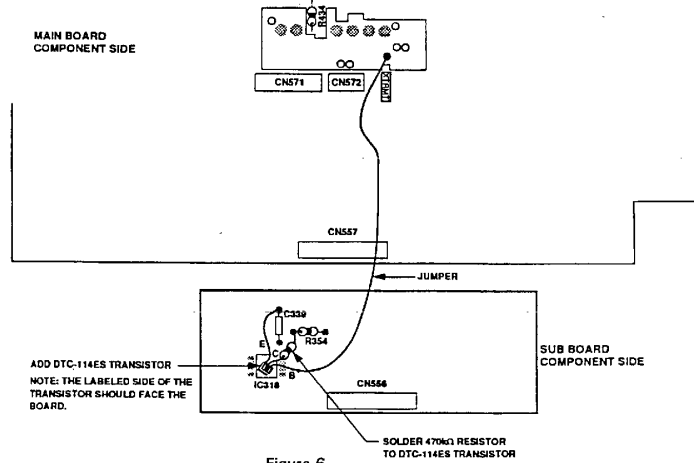 R434
MAIN BOARD
COMPONENT SIDE
CN571
CN572
CN557
JUMPER
C339
R354
E
C
B
IC318
ADD DTC-114ES TRANSISTOR
NOTE: THE LABELED SIDE OF THE
TRANSISTOR SHOULD FACE THE
BOARD.
SUB BOARD
COMPONENT SIDE
CN556
SOLDER 470kΩ RESISTOR
TO DTC-114ES TRANSISTOR
Figure 6